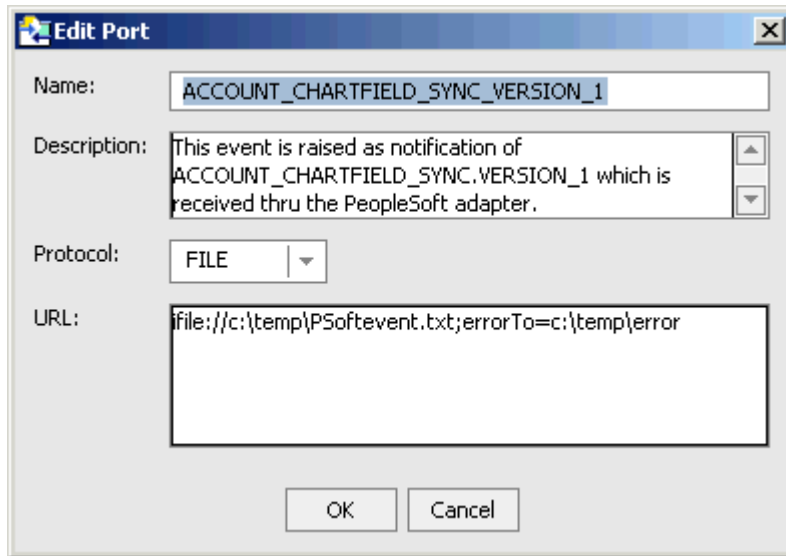 Edit Port
Name:
ACCOUNT_CHARTFIELD_SYNC_VERSION_1
Description:
This event is raised as notification of
ACCOUNT_CHARTFIELD_SYNC.VERSION_1 which is
received thru the PeopleSoft adapter.
Protocol:
FILE
URL:
ifile://c:\temp\PSoftevent.txt;errorTo=c:\temp\error
OK
Cancel